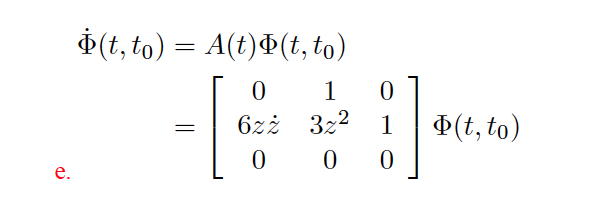 Φ̇(t, t₀) = A(t)Φ(t, t₀)
= [ 0 1 0
6zż 3z² 1
0 0 0 ] Φ(t, t₀)
e.